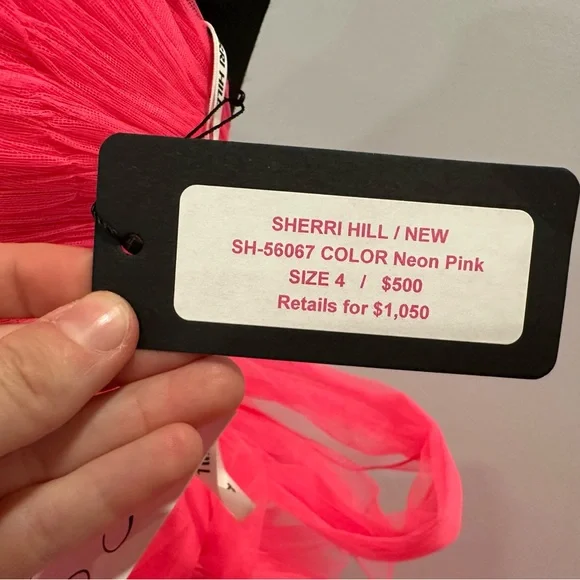 SHERRI HILL / NEW
SH-56067 COLOR Neon Pink
SIZE 4 / $500
Retails for $1,050